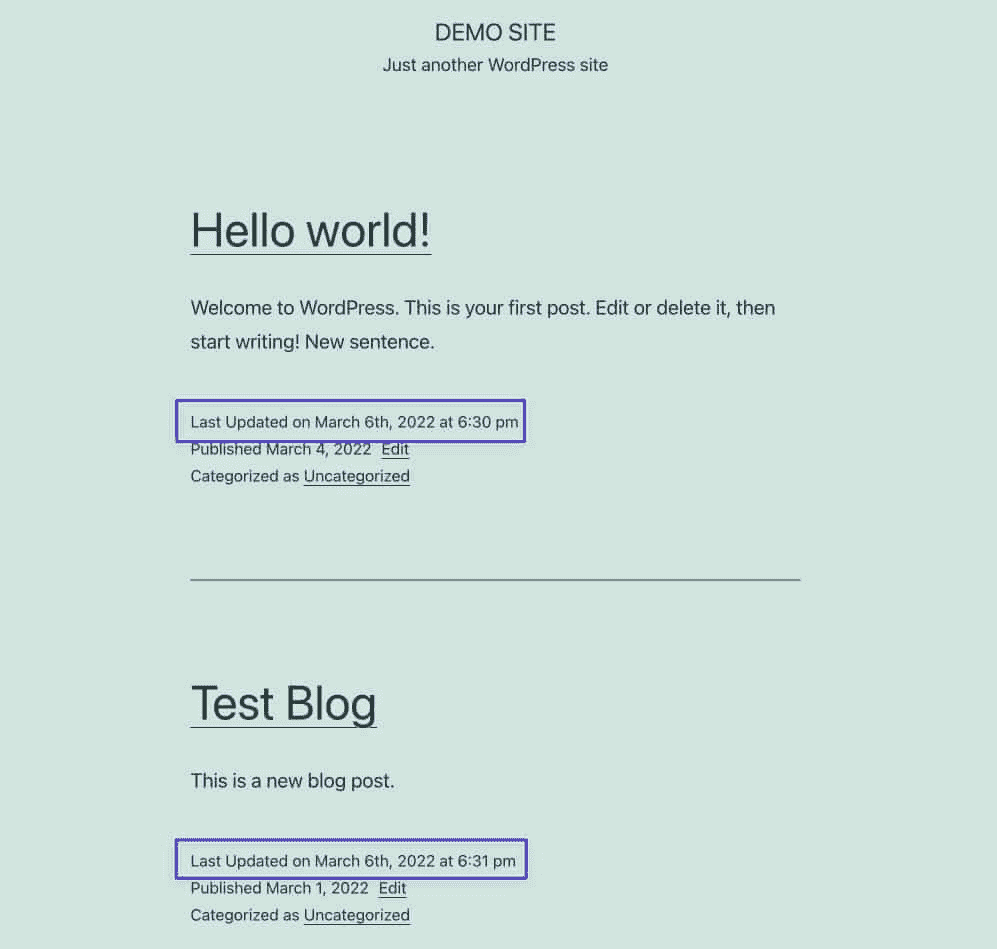 DEMO SITE
Just another WordPress site
Hello world!
Welcome to WordPress. This is your first post. Edit or delete it, then
start writing! New sentence.
Last Updated on March 6th, 2022 at 6:30 pm
Published March 4, 2022 Edit
Categorized as Uncategorized
Test Blog
This is a new blog post.
Last Updated on March 6th, 2022 at 6:31 pm
Published March 1, 2022 Edit
Categorized as Uncategorized